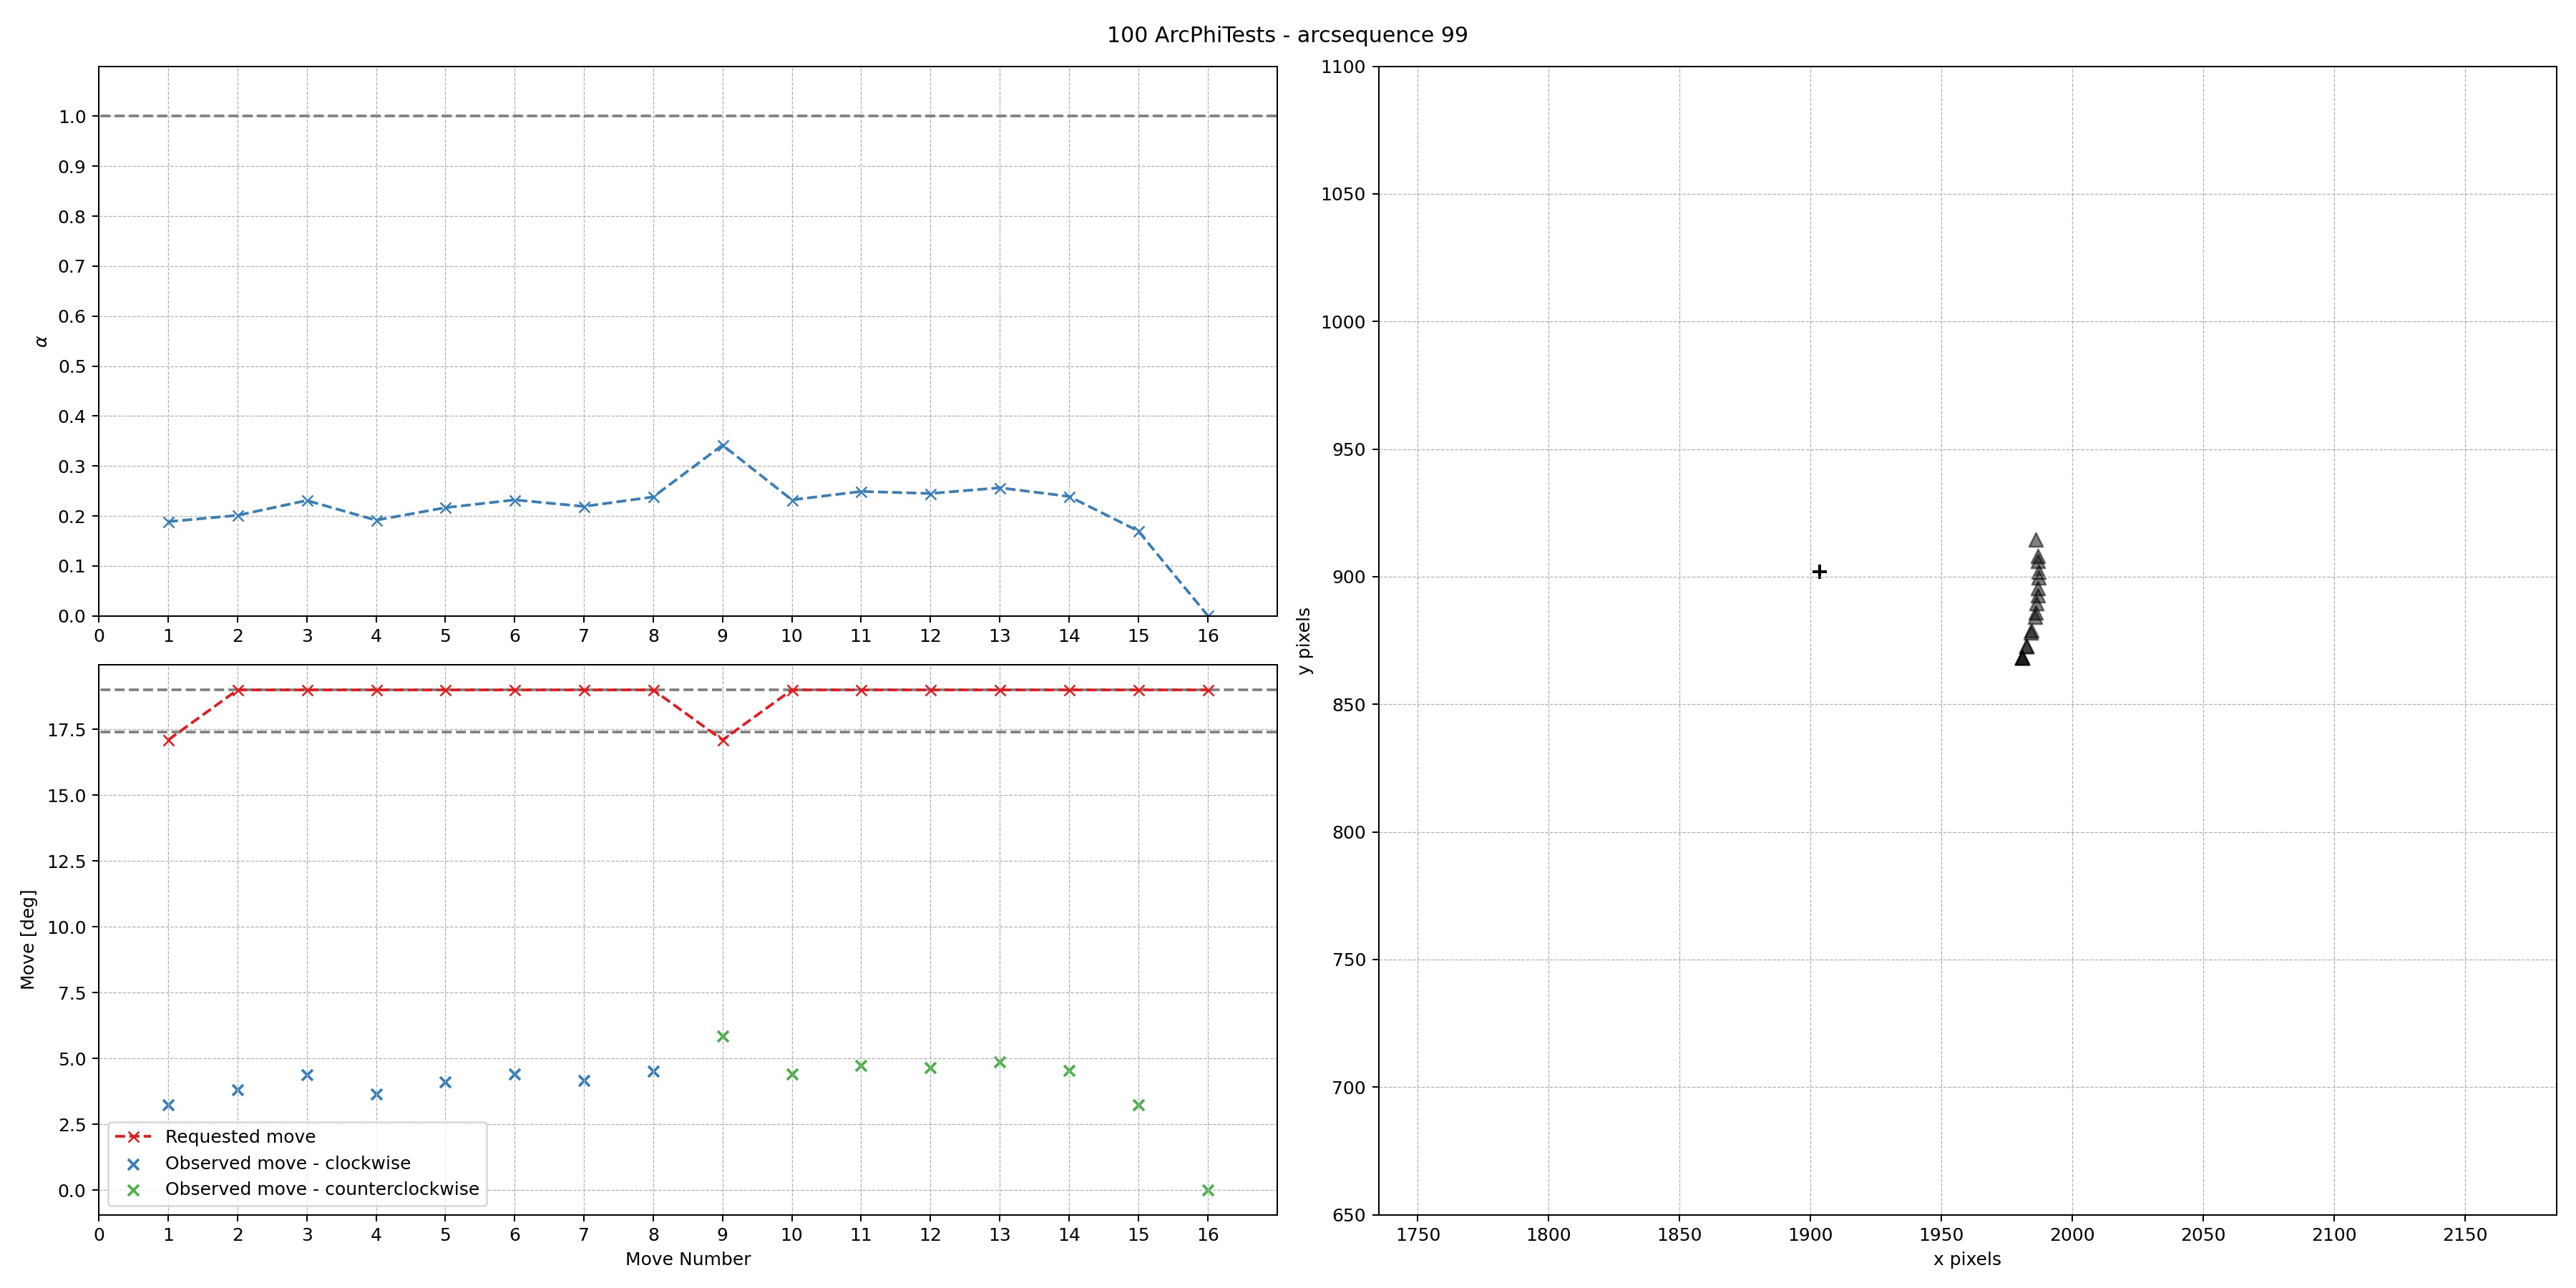 100 ArcPhiTests - arcsequence 99
1.0
0.9
0.8
0.7
0.6
0.5
0.4
0.3
0.2
0.1
0.0
α
0 1 2 3 4 5 6 7 8 9 10 11 12 13 14 15 16
17.5
15.0
12.5
10.0
7.5
5.0
2.5
0.0
Move [deg]
Requested move
Observed move - clockwise
Observed move - counterclockwise
0 1 2 3 4 5 6 7 8 9 10 11 12 13 14 15 16
Move Number
1100
1050
1000
950
900
850
800
750
700
650
y pixels
1750 1800 1850 1900 1950 2000 2050 2100 2150
x pixels